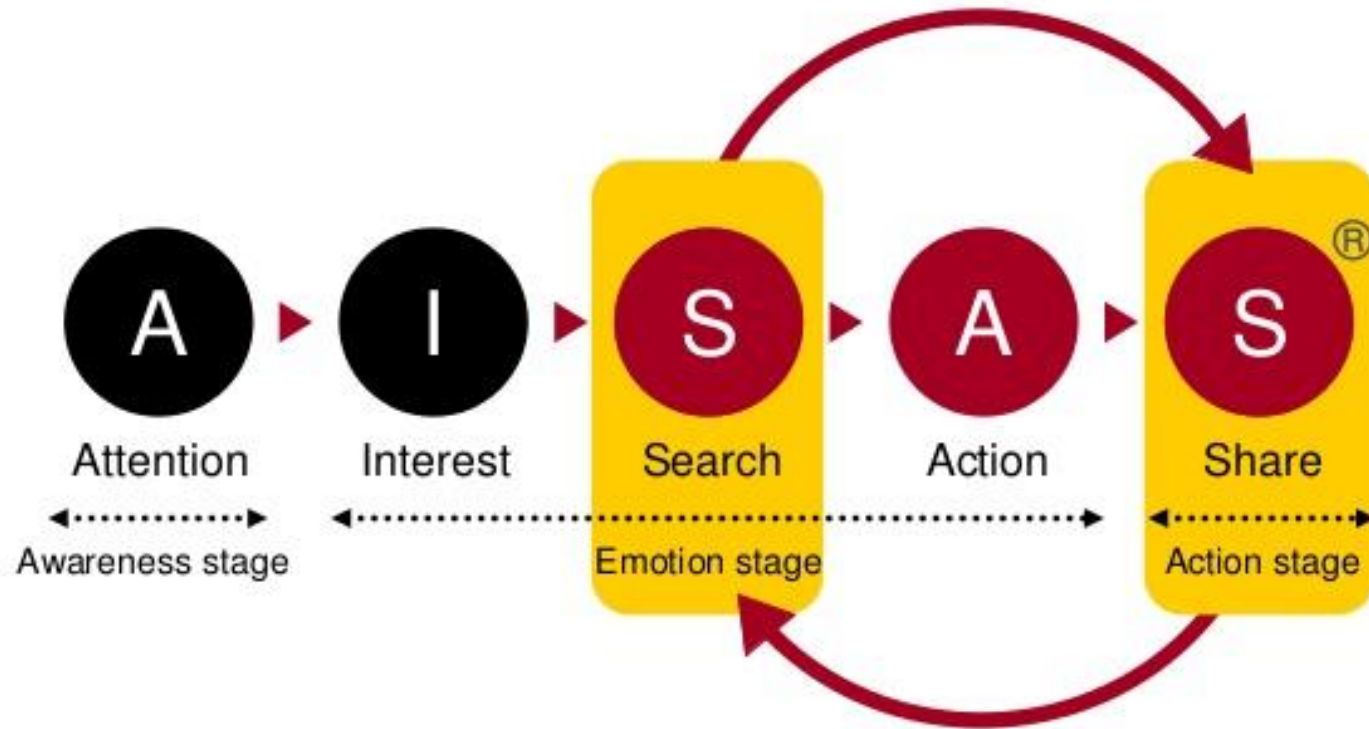 A I S A S ®
Attention Interest Search Action Share
Awareness stage Emotion stage Action stage